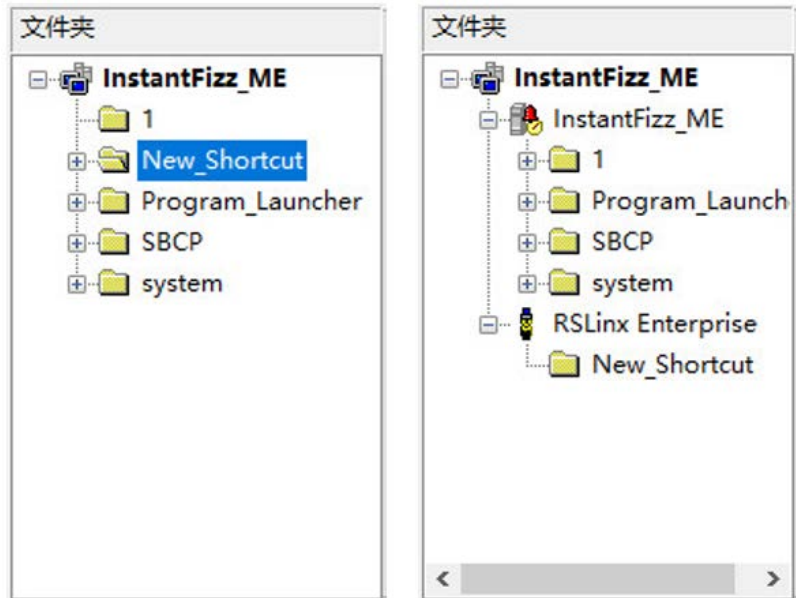 文件夹
InstantFizz_ME
1
New_Shortcut
Program_Launcher
SBCP
system
文件夹
InstantFizz_ME
InstantFizz_ME
1
Program_Launch
SBCP
system
RSLinx Enterprise
New_Shortcut